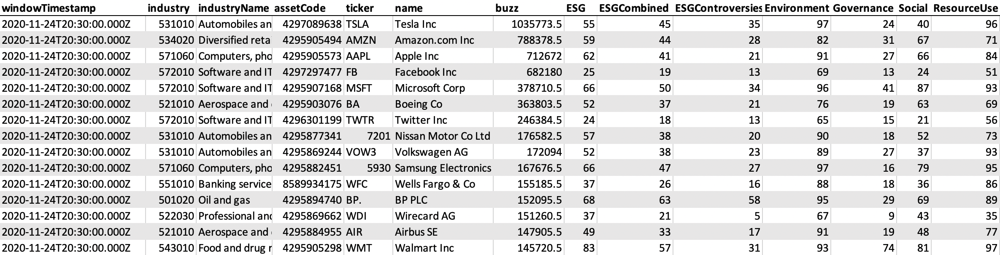 windowTimestamp industry industryName assetCode ticker name buzz ESG ESGCombined ESGControversies Environment Governance Social ResourceUse
2020-11-24T20:30:00.000Z 531010 Automobiles an 4297089638 TSLA Tesla Inc 1035773.5 55 45 35 97 24 40 96
2020-11-24T20:30:00.000Z 534020 Diversified reta 4295905494 AMZN Amazon.com Inc 788378.5 59 44 28 82 31 67 71
2020-11-24T20:30:00.000Z 571060 Computers, pho 4295905573 AAPL Apple Inc 712672 62 41 21 91 27 66 84
2020-11-24T20:30:00.000Z 572010 Software and IT 4297297477 FB Facebook Inc 682180 25 19 13 69 13 24 51
2020-11-24T20:30:00.000Z 572010 Software and IT 4295907168 MSFT Microsoft Corp 378710.5 66 50 34 96 41 87 93
2020-11-24T20:30:00.000Z 521010 Aerospace and 4295903076 BA Boeing Co 363803.5 52 37 21 76 19 63 69
2020-11-24T20:30:00.000Z 572010 Software and IT 4296301199 TWTR Twitter Inc 246384.5 24 18 13 65 15 21 56
2020-11-24T20:30:00.000Z 531010 Automobiles an 4295877341 7201 Nissan Motor Co Ltd 176582.5 57 38 20 90 18 52 73
2020-11-24T20:30:00.000Z 531010 Automobiles an 4295869244 VOW3 Volkswagen AG 172094 52 38 23 89 27 37 93
2020-11-24T20:30:00.000Z 571060 Computers, pho 4295882451 5930 Samsung Electronics 167676.5 66 47 27 97 16 79 95
2020-11-24T20:30:00.000Z 551010 Banking service 8589934175 WFC Wells Fargo & Co 155185.5 37 26 16 88 18 36 86
2020-11-24T20:30:00.000Z 501020 Oil and gas 4295894740 BP. BP PLC 152095.5 68 63 58 95 29 69 89
2020-11-24T20:30:00.000Z 522030 Professional and 4295869662 WDI Wirecard AG 151260.5 37 21 5 67 9 43 35
2020-11-24T20:30:00.000Z 521010 Aerospace and 4295884955 AIR Airbus SE 147905.5 49 33 17 91 19 48 77
2020-11-24T20:30:00.000Z 543010 Food and drug r 4295905298 WMT Walmart Inc 145720.5 83 57 31 93 74 81 97